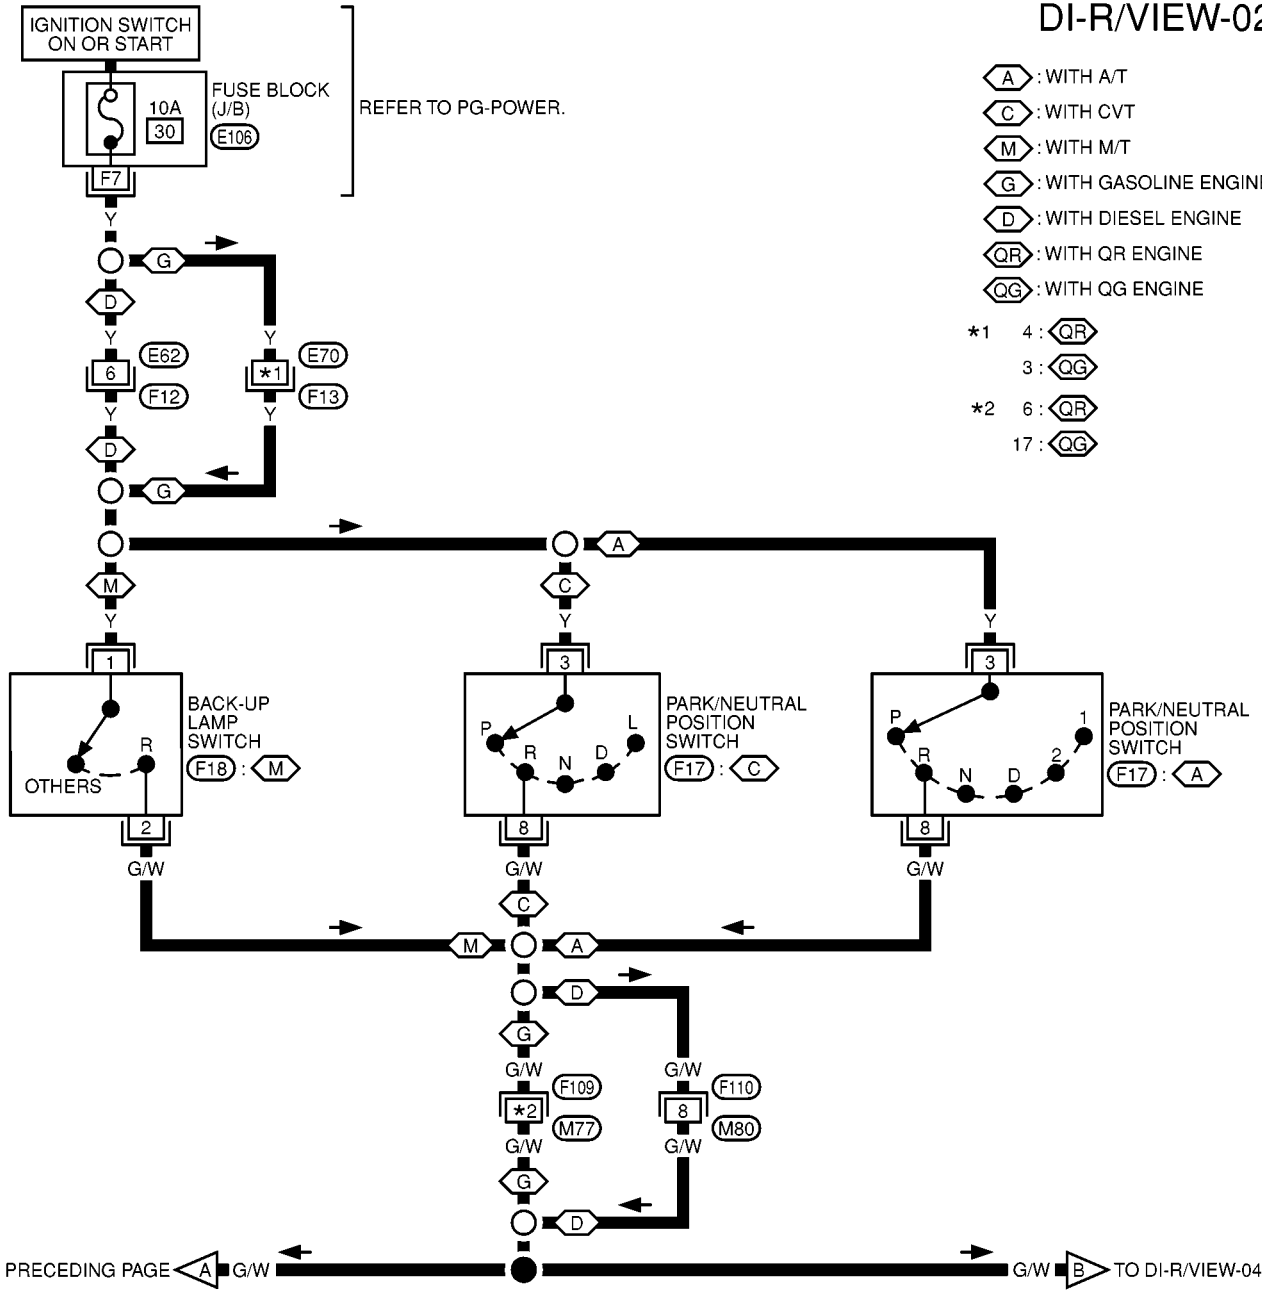 DI-R/VIEW-02
IGNITION SWITCH
ON OR START
FUSE BLOCK
(J/B)
E106
10A
30
F7
REFER TO PG-POWER.
A : WITH A/T
C : WITH CVT
M : WITH M/T
G : WITH GASOLINE ENGINE
D : WITH DIESEL ENGINE
QR : WITH QR ENGINE
QG : WITH QG ENGINE
*1 4 : QR
3 : QG
*2 6 : QR
17 : QG
Y
G
D
Y
Y
6
E62
F12
*1
E70
F13
Y
Y
D
G
A
M
C
Y
Y
Y
1
3
3
BACK-UP
LAMP
SWITCH
F18 : M
OTHERS
R
2
PARK/NEUTRAL
POSITION
SWITCH
F17 : C
P
R
N
D
L
8
PARK/NEUTRAL
POSITION
SWITCH
F17 : A
P
R
N
D
2
1
8
G/W
G/W
G/W
C
M
A
D
G
G/W
G/W
*2
F109
M77
8
F110
M80
G/W
G/W
G
D
PRECEDING PAGE A G/W
G/W B TO DI-R/VIEW-04